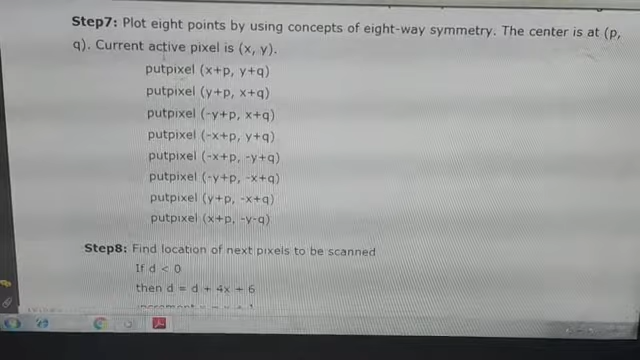 Step7: Plot eight points by using concepts of eight-way symmetry. The center is at (p,
q). Current active pixel is (x, y).
putpixel (x+p, y+q)
putpixel (y+p, x+q)
putpixel (-y+p, x+q)
putpixel (-x+p, y+q)
putpixel (-x+p, -y+q)
putpixel (-y+p, -x+q)
putpixel (y+p, -x+q)
putpixel (x+p, -y-q)
Step8: Find location of next pixels to be scanned
If d < 0
then d = d + 4x + 6